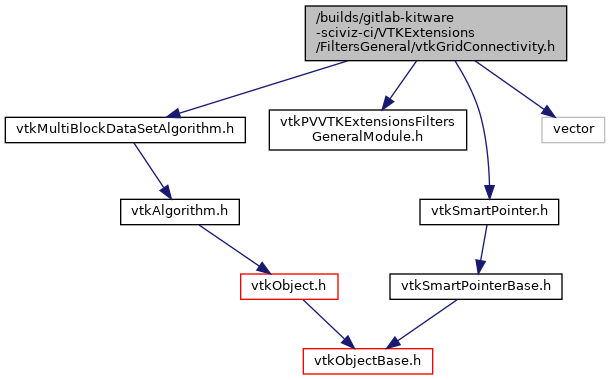 /builds/gitlab-kitware
-sciviz-ci/VTKExtensions
/FiltersGeneral/vtkGridConnectivity.h
vtkMultiBlockDataSetAlgorithm.h
vtkPVVTKExtensionsFilters
GeneralModule.h
vector
vtkAlgorithm.h
vtkSmartPointer.h
vtkObject.h
vtkSmartPointerBase.h
vtkObjectBase.h